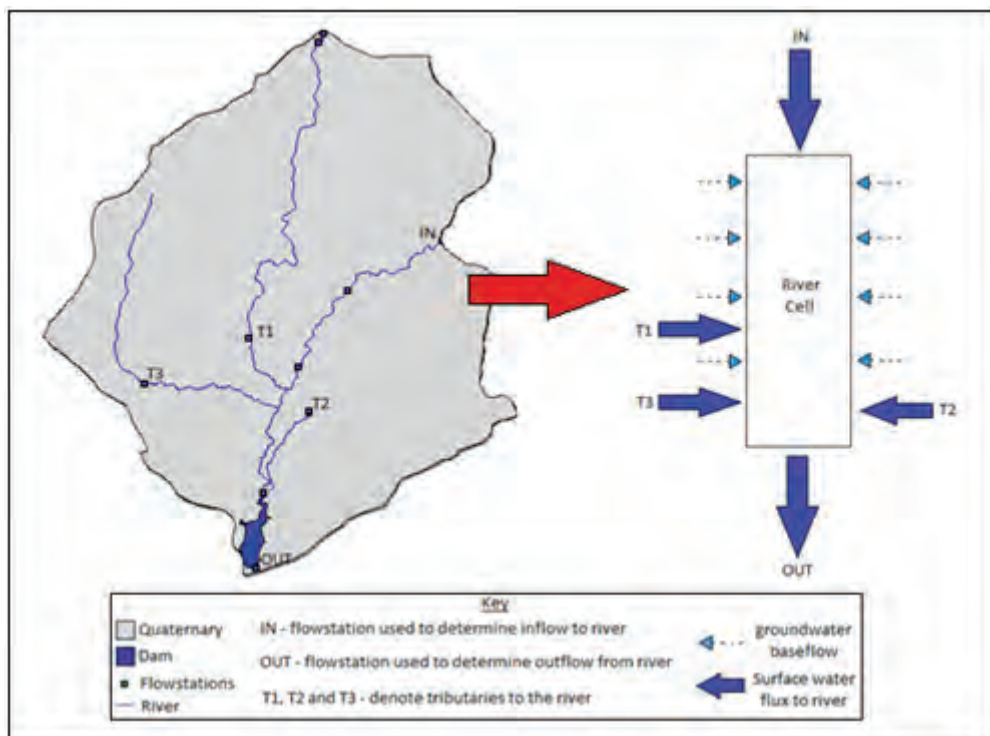 IN
IN
River
Cell
T1
T1
T3
T3
T2
T2
OUT
OUT
Key
Quaternary
Dam
Flowstations
River
IN - flowstation used to determine inflow to river
OUT - flowstation used to determine outflow from river
T1, T2 and T3 - denote tributaries to the river
groundwater
baseflow
Surface water
flux to river